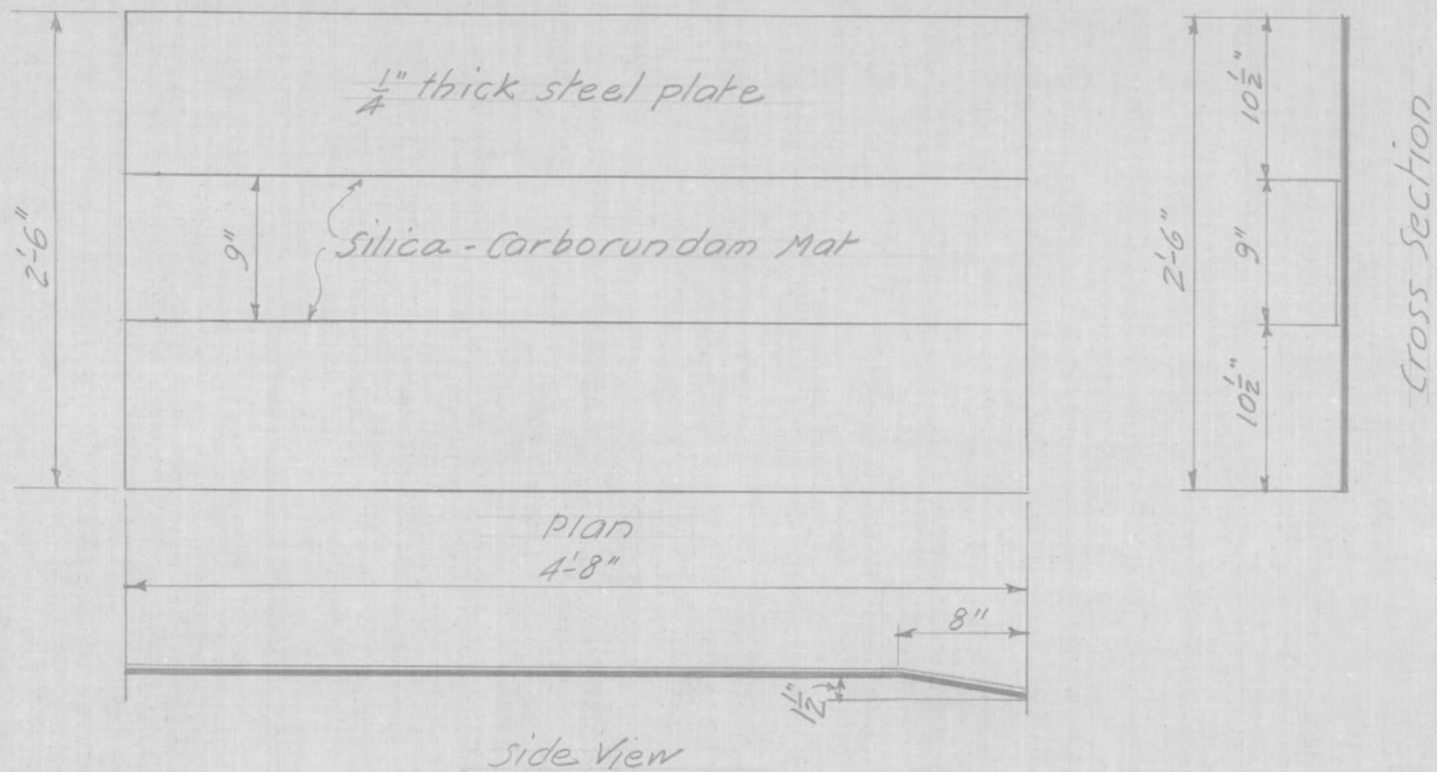 1/4" thick steel plate
2'-6"
9"
Silica - Carborundam Mat
plan
4'-8"
8"
1 1/2"
side View
2'-6"
10 1/2"
9"
10 1/2"
Cross Section